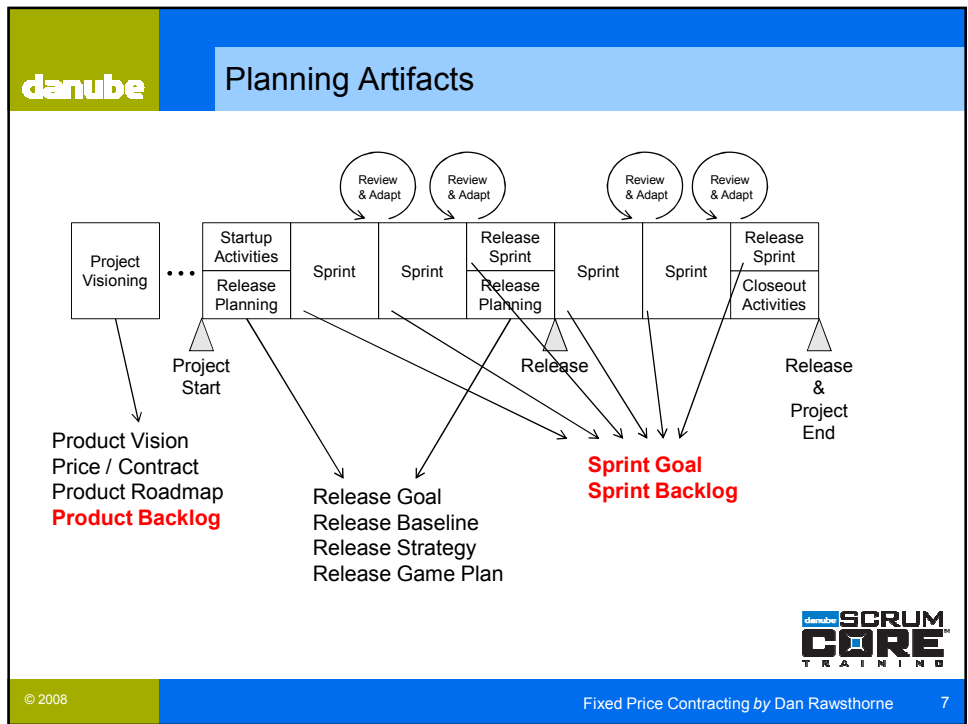 danube
Planning Artifacts
Review
& Adapt
Review
& Adapt
Review
& Adapt
Review
& Adapt
Project
Visioning
...
Startup
Activities
Release
Planning
Sprint
Sprint
Release
Sprint
Release
Planning
Sprint
Sprint
Release
Sprint
Closeout
Activities
Project
Start
Release
Release
&
Project
End
Product Vision
Price / Contract
Product Roadmap
Product Backlog
Release Goal
Release Baseline
Release Strategy
Release Game Plan
Sprint Goal
Sprint Backlog
danube SCRUM
CORE™
TRAINING
© 2008
Fixed Price Contracting by Dan Rawsthorne
7